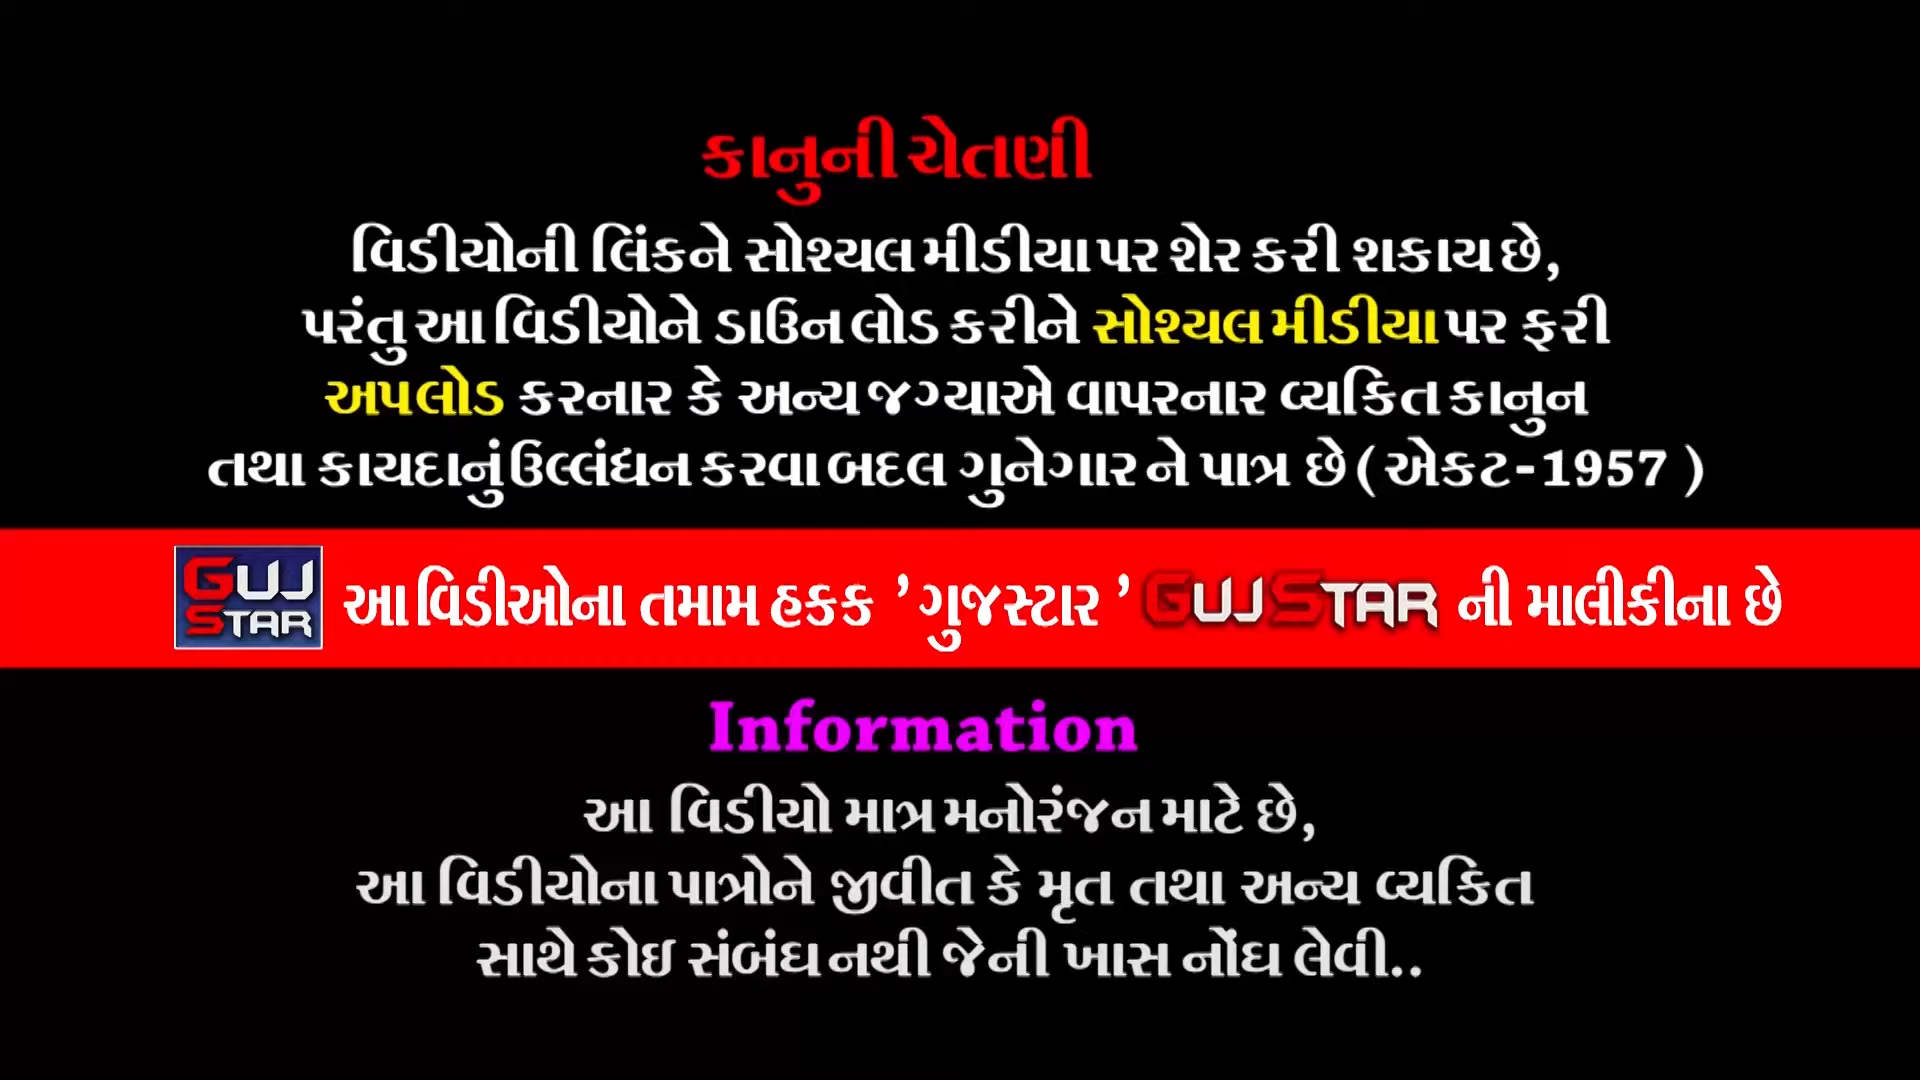 કાનુની ચેતણી
વિડીયોની લિંકને સોશ્યલ મીડીયા પર શેર કરી શકાય છે,
પરંતુ આ વિડીયોને ડાઉન લોડ કરીને સોશ્યલ મીડીયા પર ફરી
અપલોડ કરનાર કે અન્ય જગ્યાએ વાપરનાર વ્યકિત કાનુન
તથા કાયદાનું ઉલ્લંઘન કરવા બદલ ગુનેગાર ને પાત્ર છે ( એકટ-1957 )
GUJ STAR આ વિડીઓના તમામ હકક ’ ગુજસ્ટાર ’ GUJ STAR ની માલીકીના છે
Information
આ વિડીયો માત્ર મનોરંજન માટે છે,
આ વિડીયોના પાત્રોને જીવીત કે મૃત તથા અન્ય વ્યકિત
સાથે કોઇ સંબંઘ નથી જેની ખાસ નોંઘ લેવી..